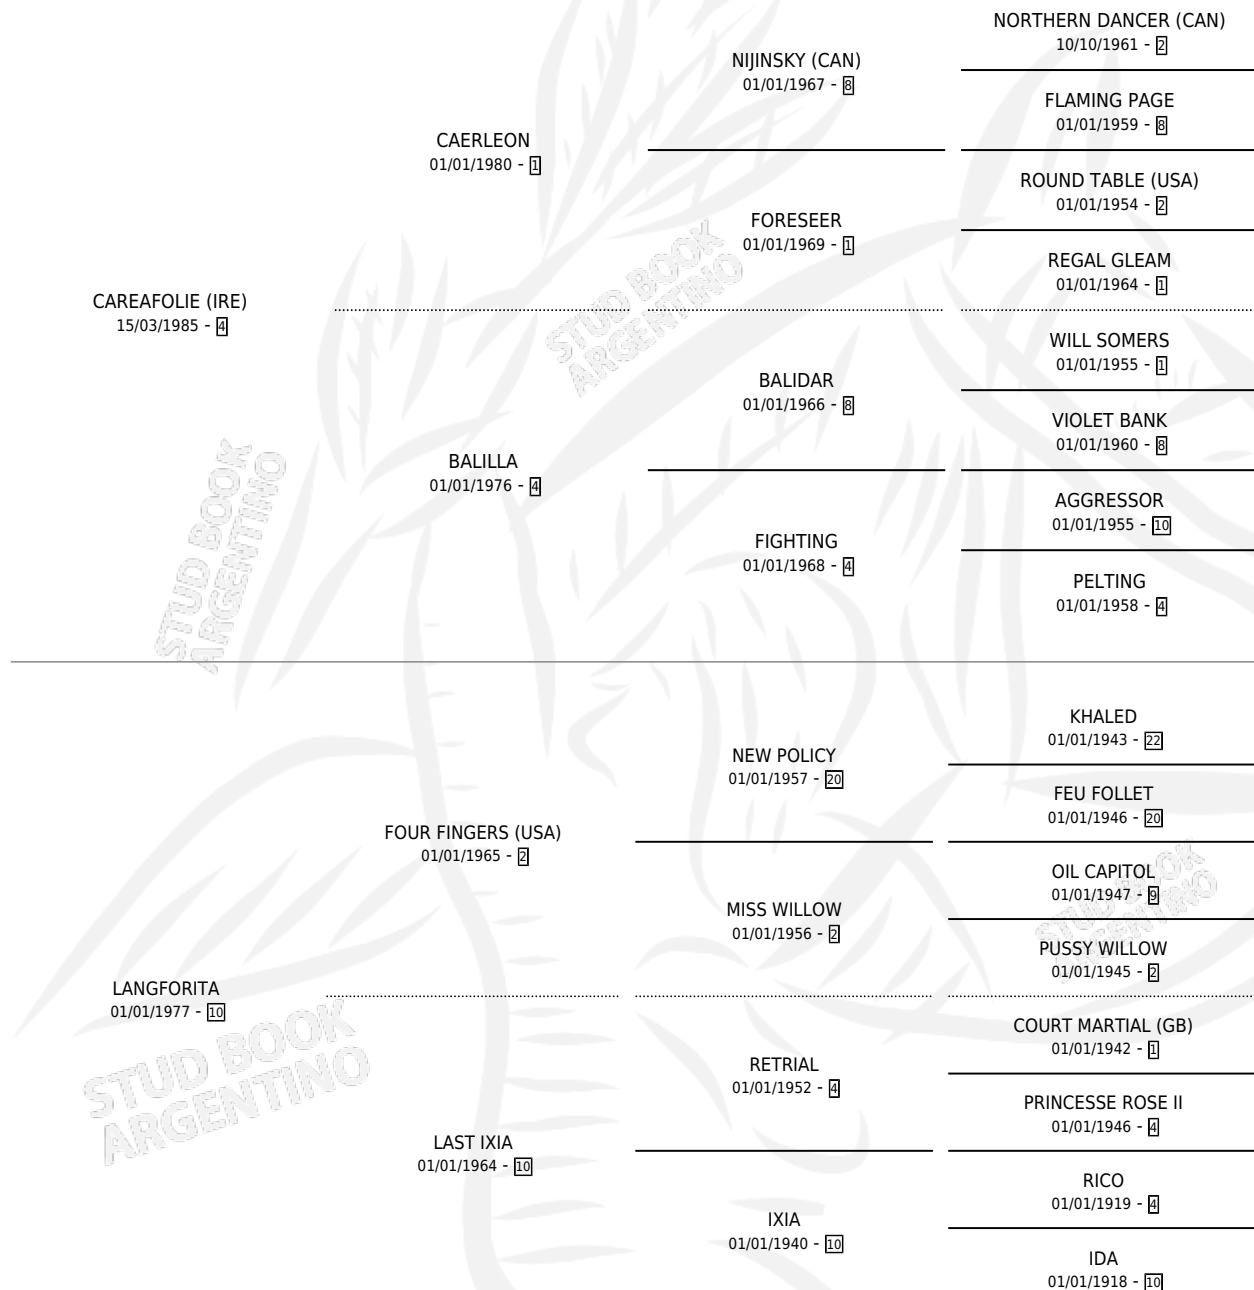 NORTHERN DANCER (CAN)
10/10/1961 - 2
NIJINSKY (CAN)
01/01/1967 - 8
FLAMING PAGE
01/01/1959 - 8
CAERLEON
01/01/1980 - 1
ROUND TABLE (USA)
01/01/1954 - 2
FORESEER
01/01/1969 - 1
REGAL GLEAM
01/01/1964 - 1
CAREAFOLIE (IRE)
15/03/1985 - 4
WILL SOMERS
01/01/1955 - 1
BALIDAR
01/01/1966 - 8
VIOLET BANK
01/01/1960 - 8
BALILLA
01/01/1976 - 4
AGGRESSOR
01/01/1955 - 10
FIGHTING
01/01/1968 - 4
PELTING
01/01/1958 - 4
KHALED
01/01/1943 - 22
NEW POLICY
01/01/1957 - 20
FEU FOLLET
01/01/1946 - 20
FOUR FINGERS (USA)
01/01/1965 - 2
OIL CAPITOL
01/01/1947 - 9
MISS WILLOW
01/01/1956 - 2
PUSSY WILLOW
01/01/1945 - 2
LANGFORITA
01/01/1977 - 10
COURT MARTIAL (GB)
01/01/1942 - 1
RETRIAL
01/01/1952 - 4
PRINCESSE ROSE II
01/01/1946 - 4
LAST IXIA
01/01/1964 - 10
RICO
01/01/1919 - 4
IXIA
01/01/1940 - 10
IDA
01/01/1918 - 10
STUD BOOK
ARGENTINO
STUD BOOK
ARGENTINO
STUD BOOK
ARGENTINO
STUD BOOK
ARGENTINO